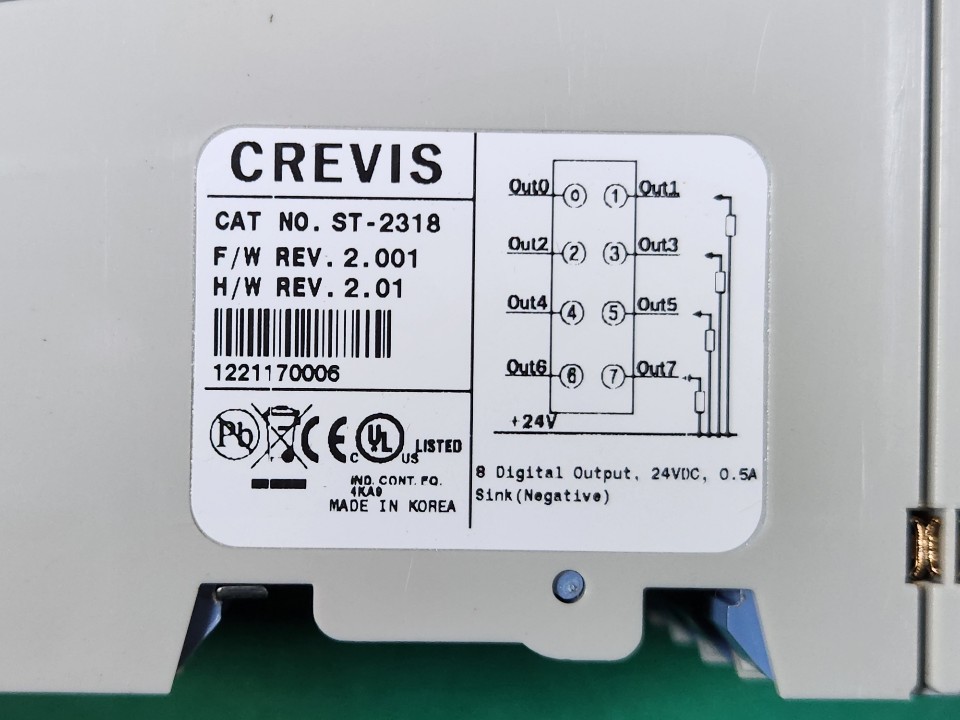 CREVIS
CAT NO. ST-2318
F/W REV. 2.001
H/W REV. 2.01
1221170006
Pb
CE
C UL US LISTED
IND. CONT. EQ.
4KA9
MADE IN KOREA
Out0 0 1 Out1
Out2 2 3 Out3
Out4 4 5 Out5
Out6 6 7 Out7
+24V
8 Digital Output, 24VDC, 0.5A
Sink(Negative)